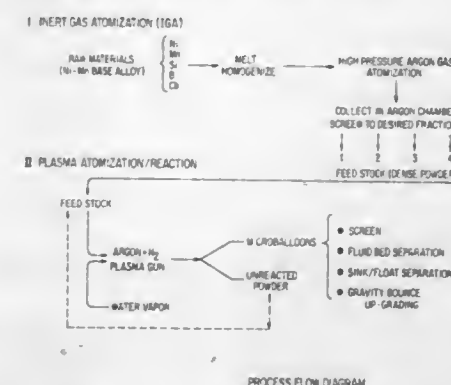 I INERT GAS ATOMIZATION (IGA)
RAW MATERIALS
(Ni-Mn BASE ALLOY)
Ni
Mn
Si
B
Cb
MELT
HOMOGENIZE
HIGH PRESSURE ARGON GAS
ATOMIZATION
COLLECT IN ARGON CHAMBE
SCREEN TO DESIRED FRACTION
1 2 3 4
FEED STOCK (DENSE POWDER
II PLASMA ATOMIZATION/REACTION
FEED STOCK
ARGON + N2
PLASMA GUN
WATER VAPOR
MICROBALLOONS
UNREACTED
POWDER
• SCREEN
• FLUID BED SEPARATION
• SINK/FLOAT SEPARATION
• GRAVITY BOUNCE
UP-GRADING
PROCESS FLOW DIAGRAM